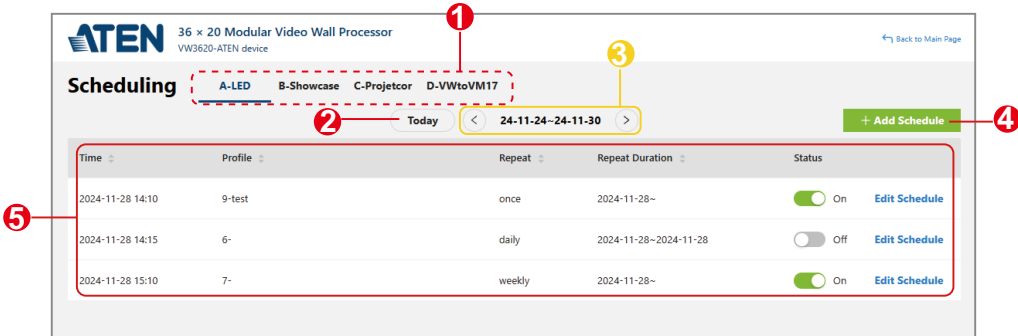 1
ATEN
36 × 20 Modular Video Wall Processor
VW3620-ATEN device
Back to Main Page
3
Scheduling A-LED B-Showcase C-Projetcor D-VWtoVM17
2 Today < 24-11-24~24-11-30 > + Add Schedule 4
Time Profile Repeat Repeat Duration Status
2024-11-28 14:10 9-test once 2024-11-28~ On Edit Schedule
5
2024-11-28 14:15 6- daily 2024-11-28~2024-11-28 Off Edit Schedule
2024-11-28 15:10 7- weekly 2024-11-28~ On Edit Schedule